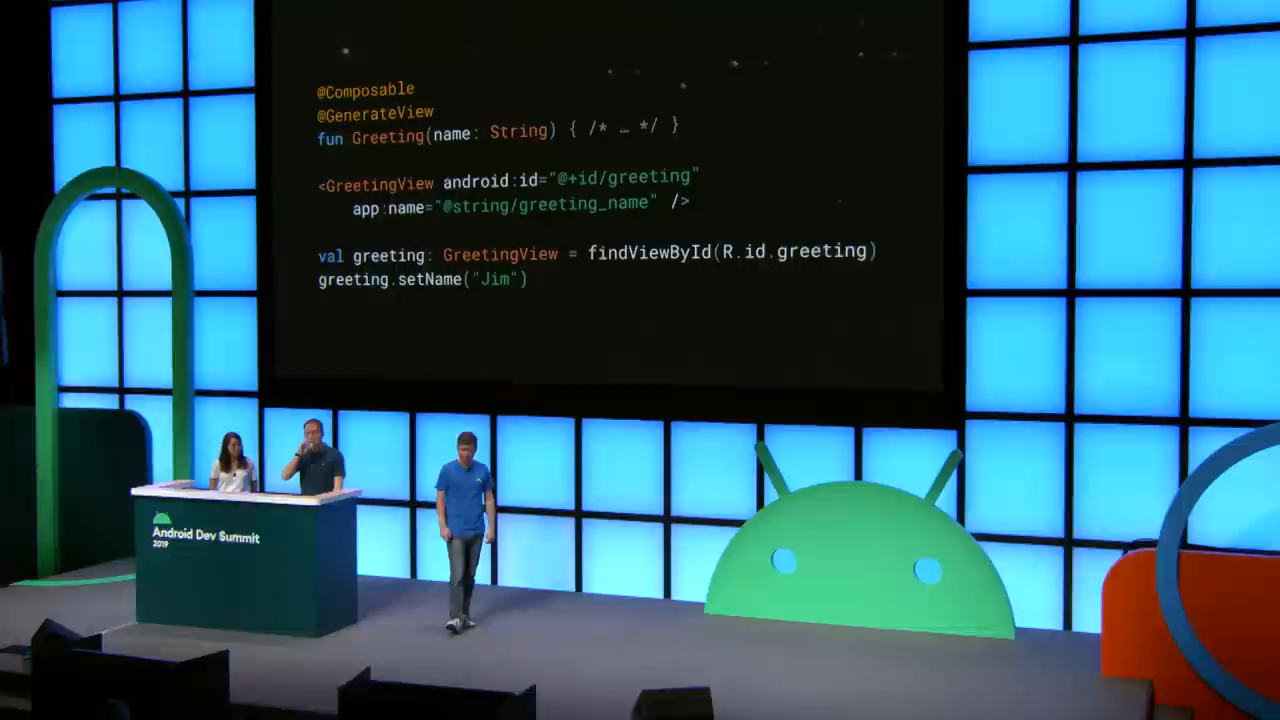 @Composable
@GenerateView
fun Greeting(name: String) { /* … */ }
<GreetingView android:id="@+id/greeting"
app:name="@string/greeting_name" />
val greeting: GreetingView = findViewById(R.id.greeting)
greeting.setName("Jim")
Android Dev Summit
2019